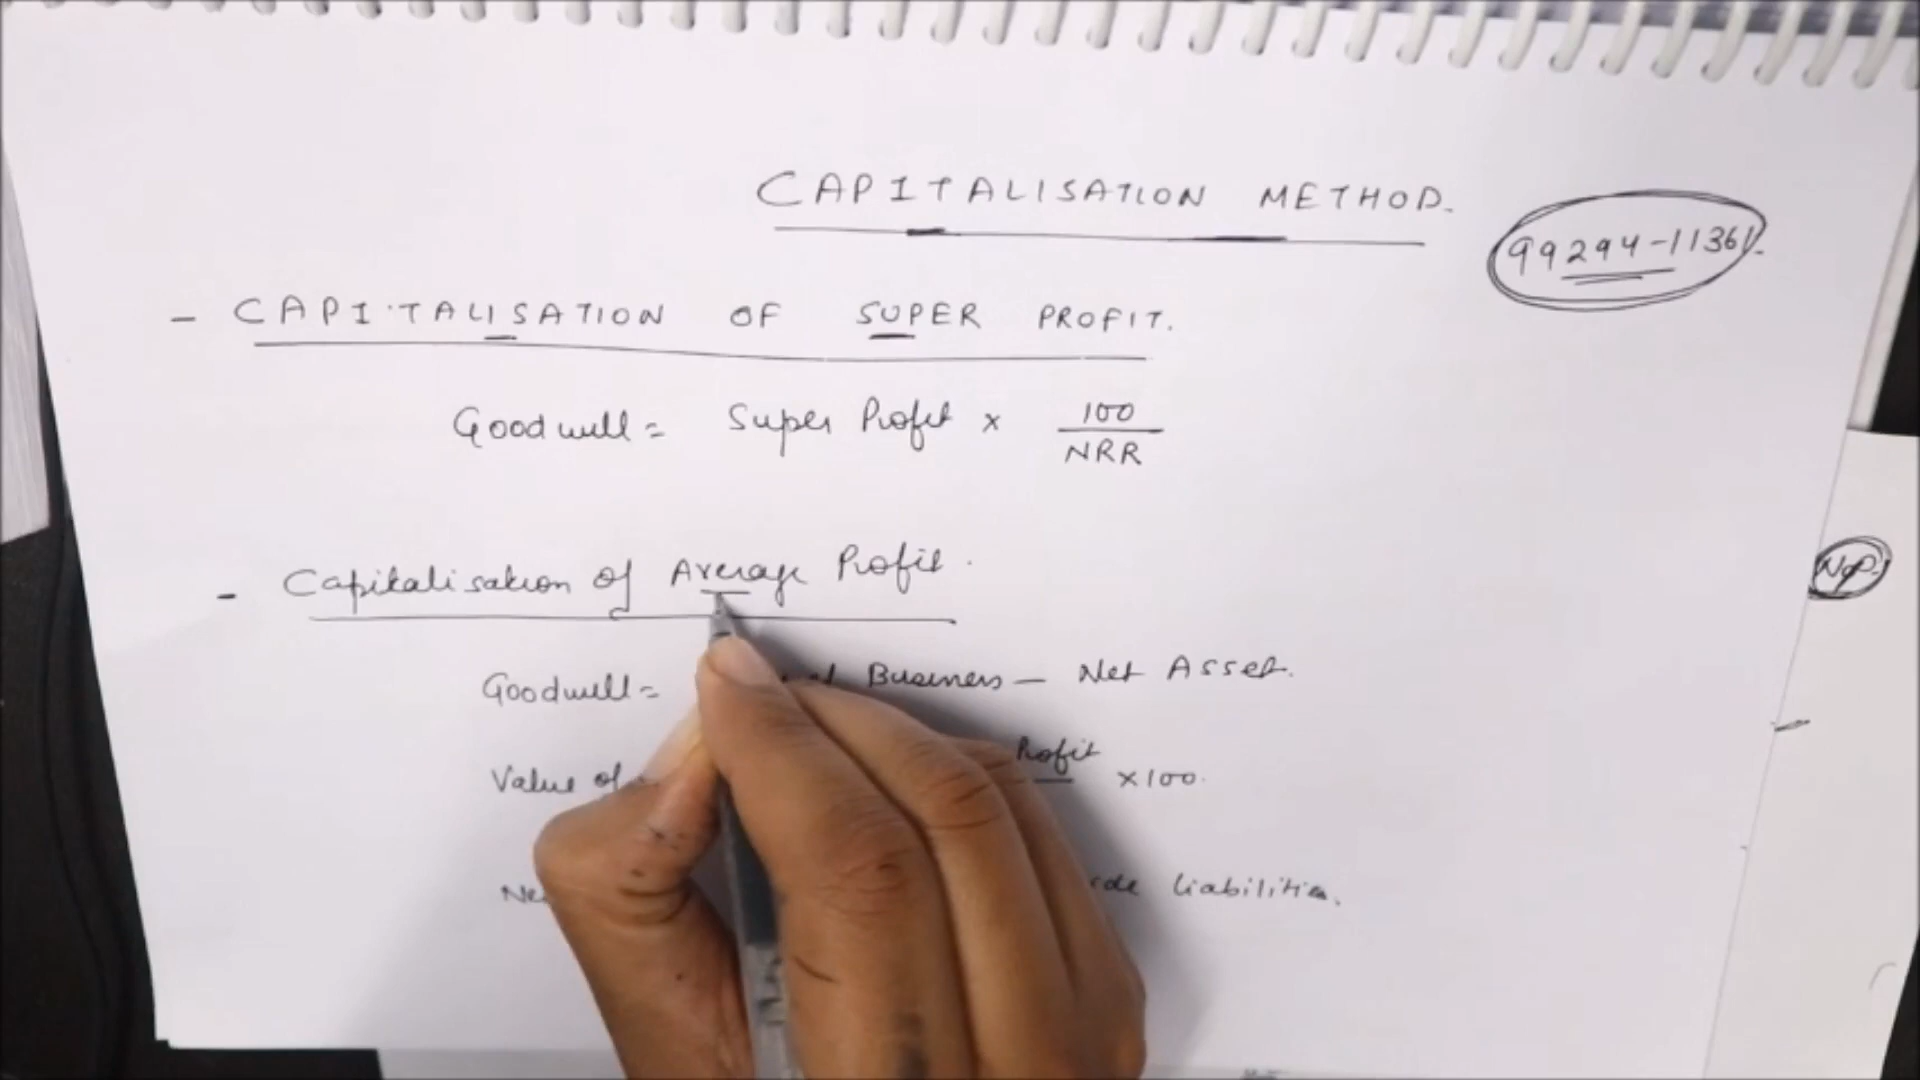 CAPITALISATION METHOD.
99294-11361.
- CAPITALISATION OF SUPER PROFIT.
Goodwill = Super Profit × 100/NRR
- Capitalisation of Average Profit.
Goodwill = Business - Net Asset.
Value of Profit ×100.
liabilities.